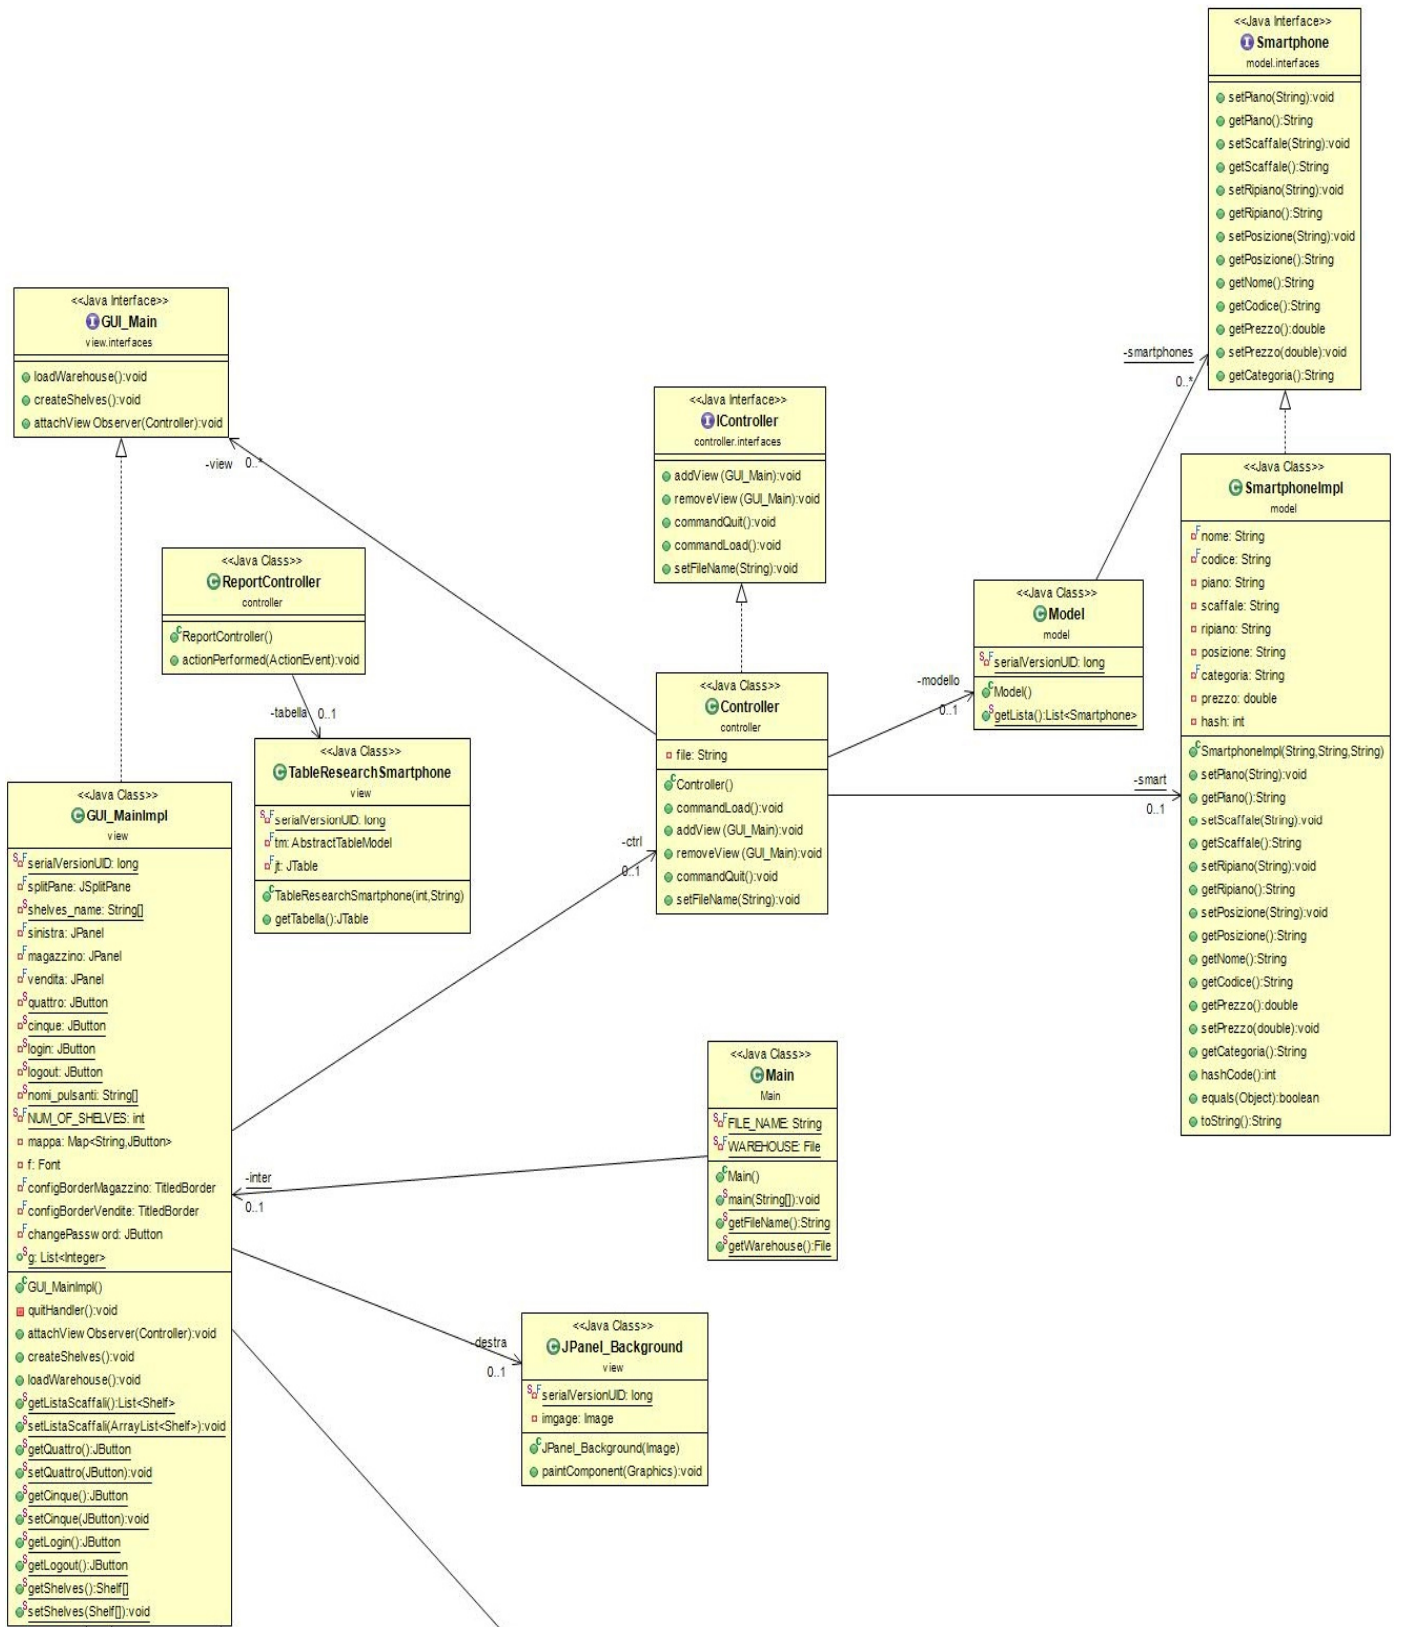 <<Java Interface>>
Smartphone
model.interfaces
setPiano(String):void
getPiano():String
setScaffale(String):void
getScaffale():String
setRipiano(String):void
getRipiano():String
setPosizione(String):void
getPosizione():String
getNome():String
getCodice():String
getPrezzo():double
setPrezzo(double):void
getCategoria():String
<<Java Interface>>
GUI_Main
view.interfaces
loadWarehouse():void
createShelves():void
attachViewObserver(Controller):void
-view 0..*
-smartphones
0..*
<<Java Interface>>
IController
controller.interfaces
addView(GUI_Main):void
removeView(GUI_Main):void
commandQuit():void
commandLoad():void
setFileName(String):void
<<Java Class>>
SmartphoneImpl
model
nome: String
codice: String
piano: String
scaffale: String
ripiano: String
posizione: String
categoria: String
prezzo: double
hash: int
SmartphoneImpl(String,String,String)
setPiano(String):void
getPiano():String
setScaffale(String):void
getScaffale():String
setRipiano(String):void
getRipiano():String
setPosizione(String):void
getPosizione():String
getNome():String
getCodice():String
getPrezzo():double
setPrezzo(double):void
getCategoria():String
hashCode():int
equals(Object):boolean
toString():String
<<Java Class>>
ReportController
controller
ReportController()
actionPerformed(ActionEvent):void
-tabella 0..1
<<Java Class>>
Model
model
serialVersionUID: long
Model()
getLista():List<Smartphone>
-modello
0..1
<<Java Class>>
Controller
controller
file: String
Controller()
commandLoad():void
addView(GUI_Main):void
removeView(GUI_Main):void
commandQuit():void
setFileName(String):void
-smart
0..1
<<Java Class>>
TableResearchSmartphone
view
serialVersionUID: long
tm: AbstractTableModel
jt: JTable
TableResearchSmartphone(int,String)
getTabella():JTable
-ctrl
0..1
<<Java Class>>
GUI_MainImpl
view
serialVersionUID: long
splitPane: JSplitPane
shelves_name: String[]
sinistra: JPanel
magazzino: JPanel
vendita: JPanel
quattro: JButton
cinque: JButton
login: JButton
logout: JButton
nomi_pulsanti: String[]
NUM_OF_SHELVES: int
mappa: Map<String,JButton>
f: Font
configBorderMagazzino: TitledBorder
configBorderVendite: TitledBorder
changePassword: JButton
g: List<Integer>
GUI_MainImpl()
quitHandler():void
attachViewObserver(Controller):void
createShelves():void
loadWarehouse():void
getListaScaffali():List<Shelf>
setListaScaffali(ArrayList<Shelf>):void
getQuattro():JButton
setQuattro(JButton):void
getCinque():JButton
setCinque(JButton):void
getLogin():JButton
getLogout():JButton
getShelves():Shelf[]
setShelves(Shelf[]):void
<<Java Class>>
Main
Main
FILE_NAME: String
WAREHOUSE: File
Main()
main(String[]):void
getFileName():String
getWarehouse():File
-inter
0..1
-destra
0..1
<<Java Class>>
JPanel_Background
view
serialVersionUID: long
imgage: Image
JPanel_Background(Image)
paintComponent(Graphics):void